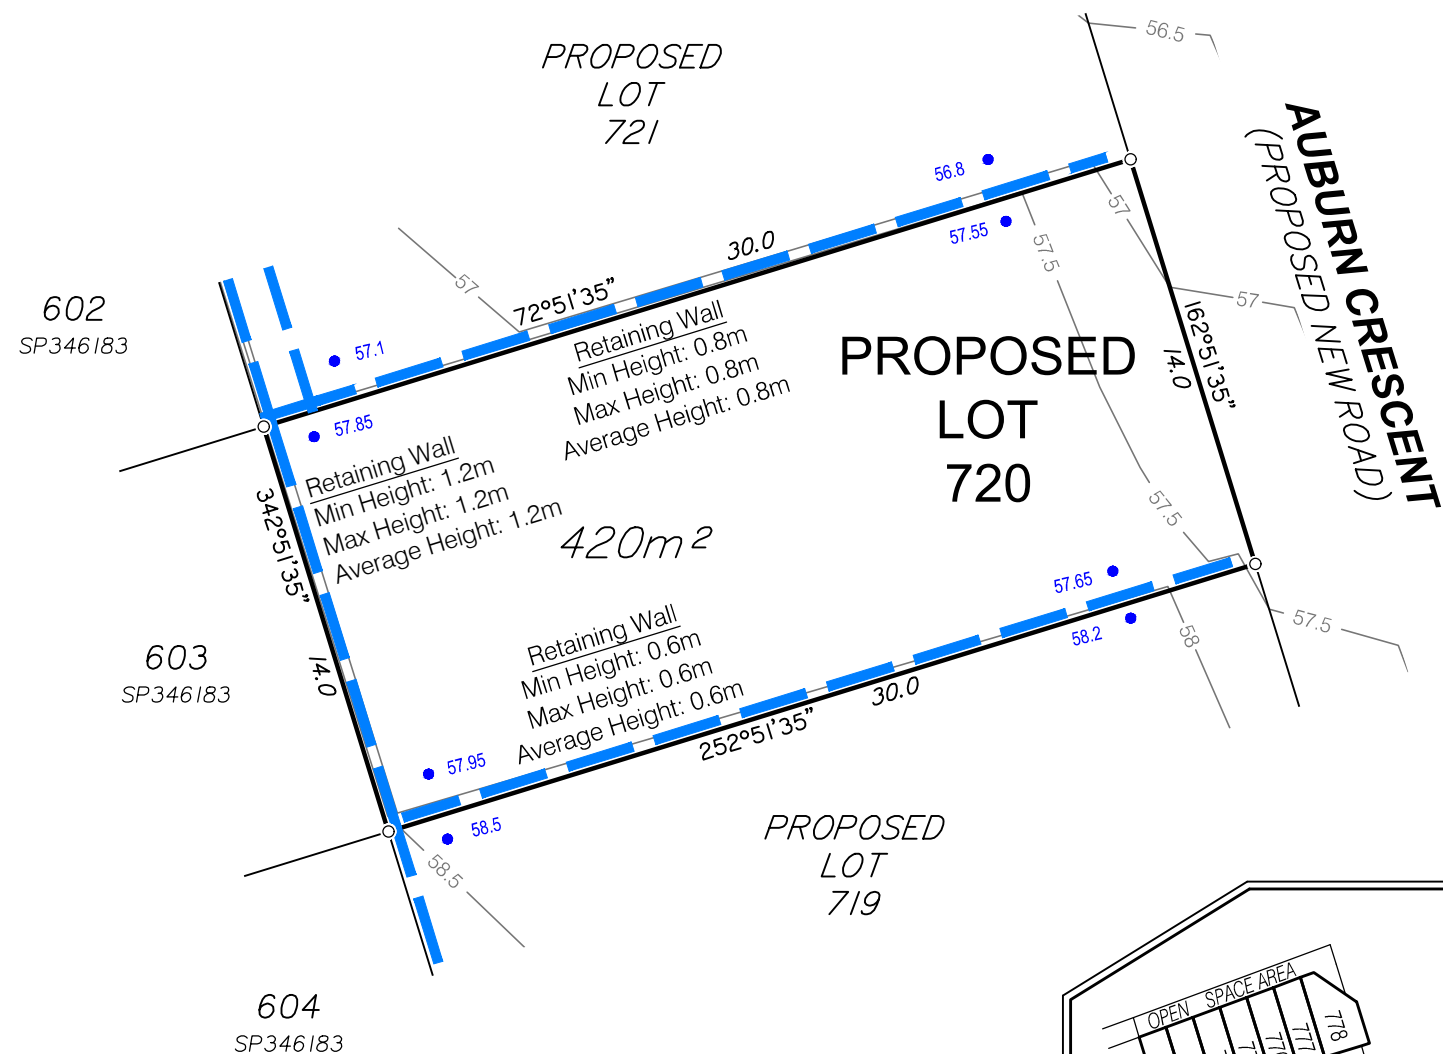 PROPOSED
LOT
721
56.5
AUBURN CRESCENT
(PROPOSED NEW ROAD)
56.8
57.55
57
57.5
57
57
30.0
72°51'35"
602
SP346183
57.1
57.85
Retaining Wall
Min Height: 0.8m
Max Height: 0.8m
Average Height: 0.8m
PROPOSED
LOT
720
162°51'35"
14.0
Retaining Wall
Min Height: 1.2m
Max Height: 1.2m
Average Height: 1.2m
342°51'35"
14.0
420m²
57.5
57.65
58.2
58
57.5
603
SP346183
Retaining Wall
Min Height: 0.6m
Max Height: 0.6m
Average Height: 0.6m
30.0
252°51'35"
57.95
58.5
58.5
PROPOSED
LOT
719
604
SP346183
OPEN SPACE AREA
778
777